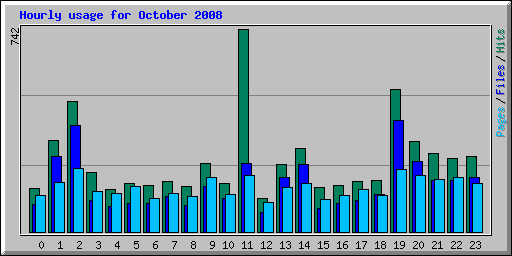 Hourly usage for October 2008
742
Pages / Files / Hits
0 1 2 3 4 5 6 7 8 9 10 11 12 13 14 15 16 17 18 19 20 21 22 23